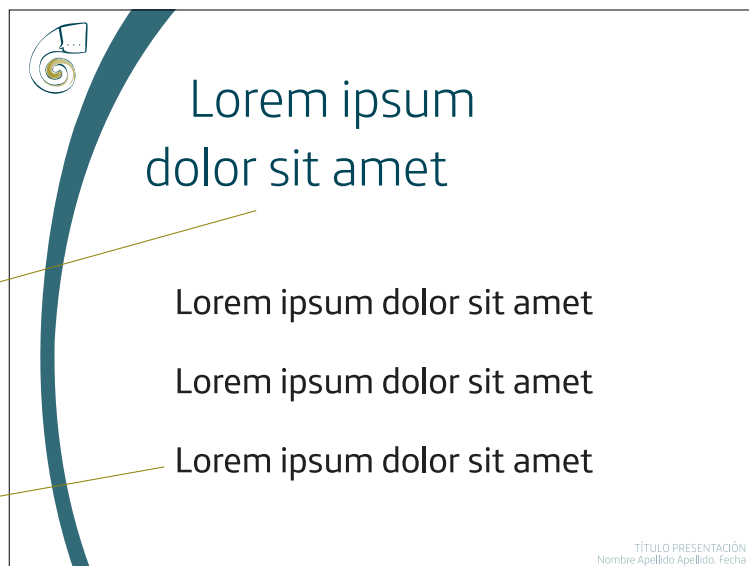 Lorem ipsum
dolor sit amet
Lorem ipsum dolor sit amet
Lorem ipsum dolor sit amet
Lorem ipsum dolor sit amet
TÍTULO PRESENTACIÓN
Nombre Apellido Apellido. Fecha